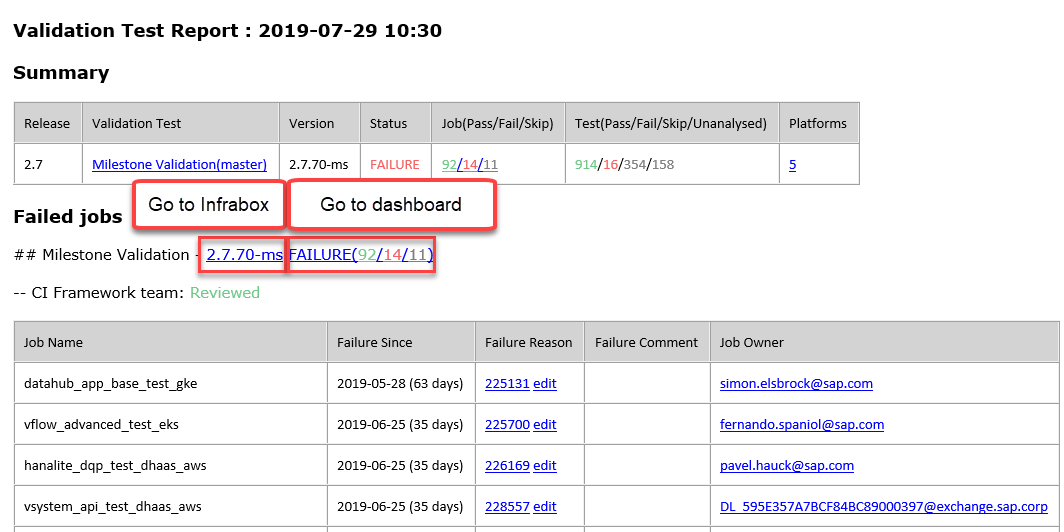 Validation Test Report : 2019-07-29 10:30
Summary
Release Validation Test Version Status Job(Pass/Fail/Skip) Test(Pass/Fail/Skip/Unanalysed) Platforms
2.7 Milestone Validation(master) 2.7.70-ms FAILURE 92/14/11 914/16/354/158 5
Go to Infrabox Go to dashboard
Failed jobs
## Milestone Validation - 2.7.70-ms FAILURE(92/14/11)
-- CI Framework team: Reviewed
Job Name Failure Since Failure Reason Failure Comment Job Owner
datahub_app_base_test_gke 2019-05-28 (63 days) 225131 edit simon.elsbrock@sap.com
vflow_advanced_test_eks 2019-06-25 (35 days) 225700 edit fernando.spaniol@sap.com
hanalite_dqp_test_dhaas_aws 2019-06-25 (35 days) 226169 edit pavel.hauck@sap.com
vsystem_api_test_dhaas_aws 2019-06-25 (35 days) 228557 edit DL_595E357A7BCF84BC89000397@exchange.sap.corp